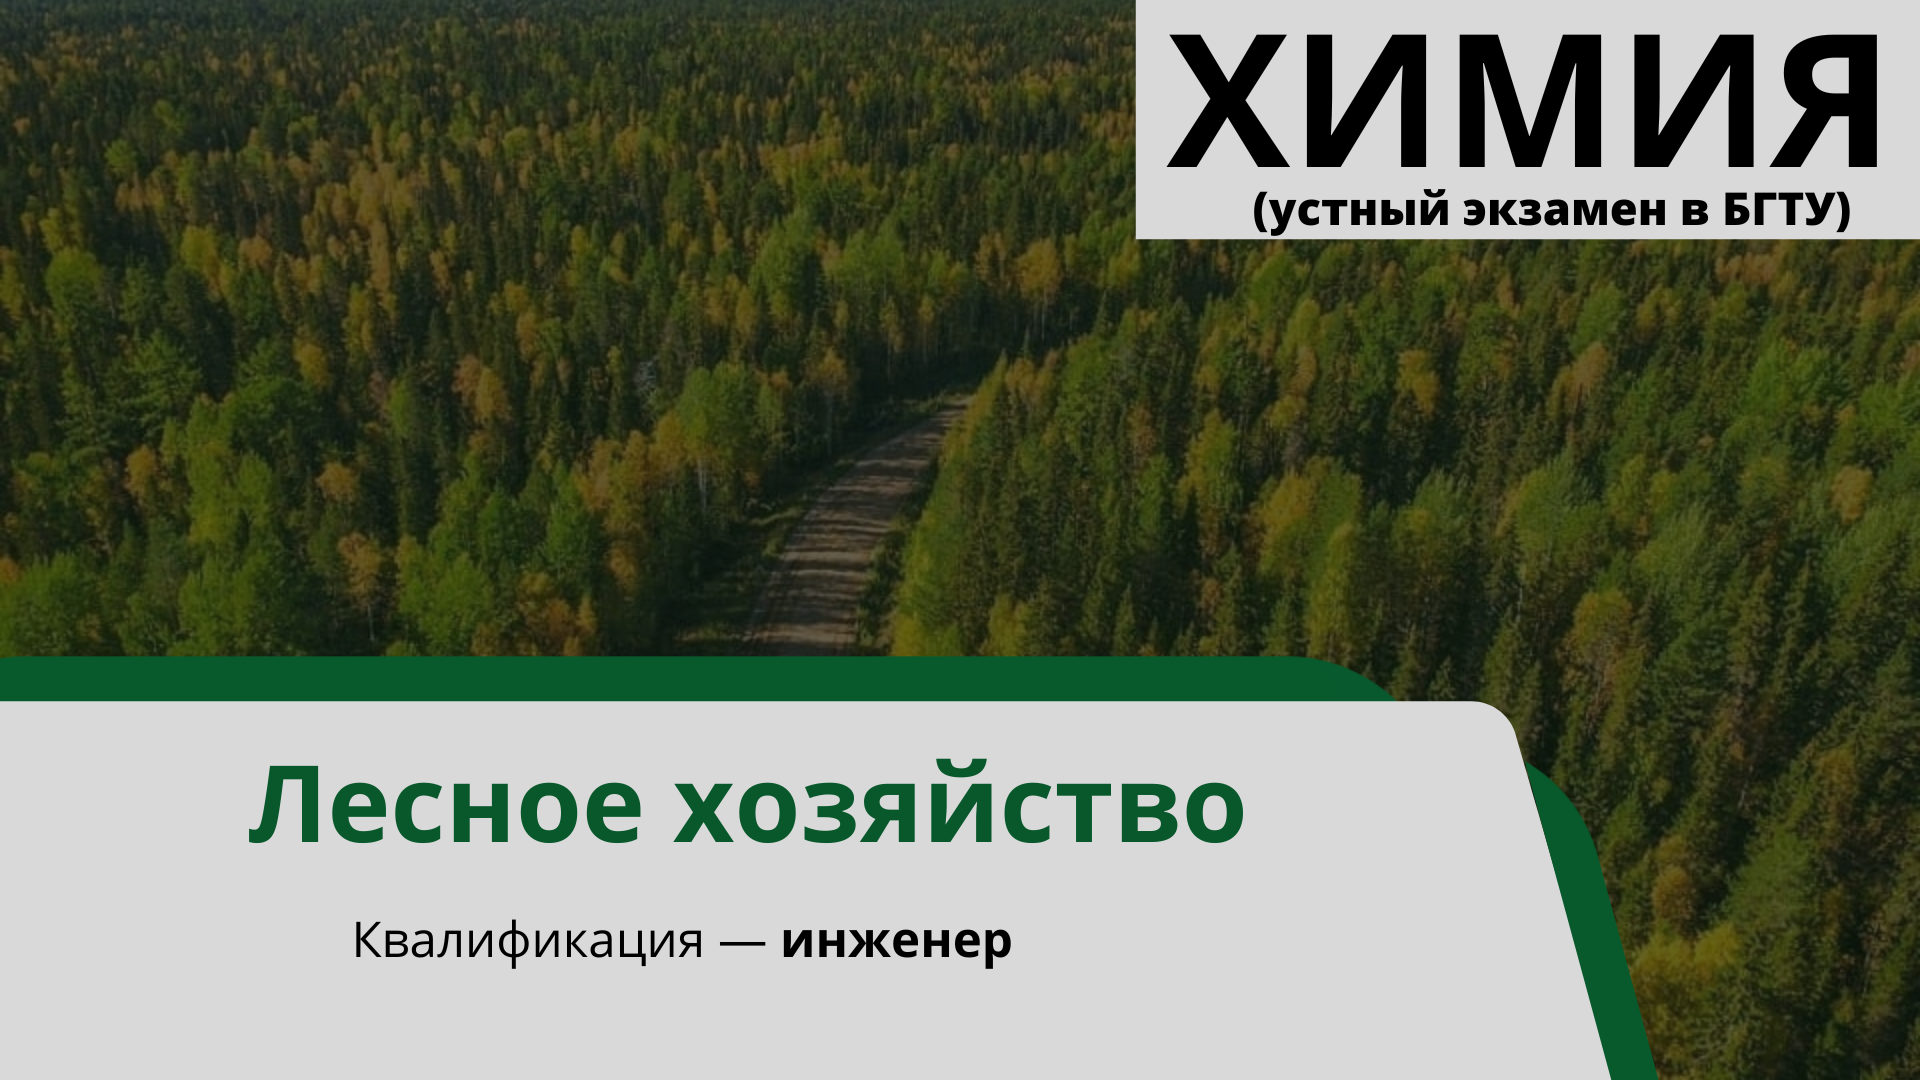 ХИМИЯ
(устный экзамен в БГТУ)
Лесное хозяйство
Квалификация — инженер